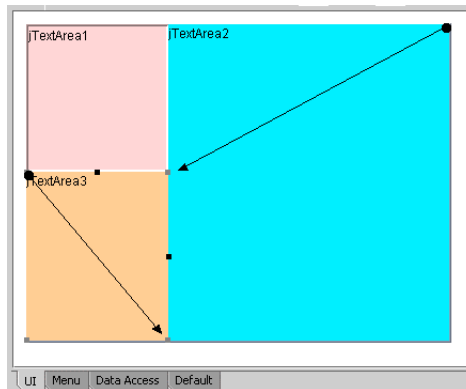 jTextArea1
jTextArea2
jTextArea3
UI Menu Data Access Default